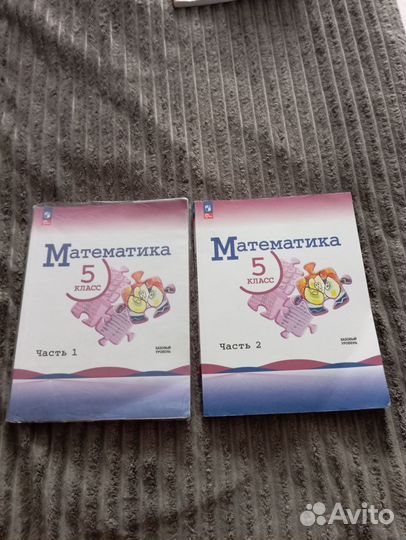 Математика
5
КЛАСС
Часть 1
БАЗОВЫЙ
УРОВЕНЬ
Математика
5
КЛАСС
Часть 2
БАЗОВЫЙ
УРОВЕНЬ
Avito